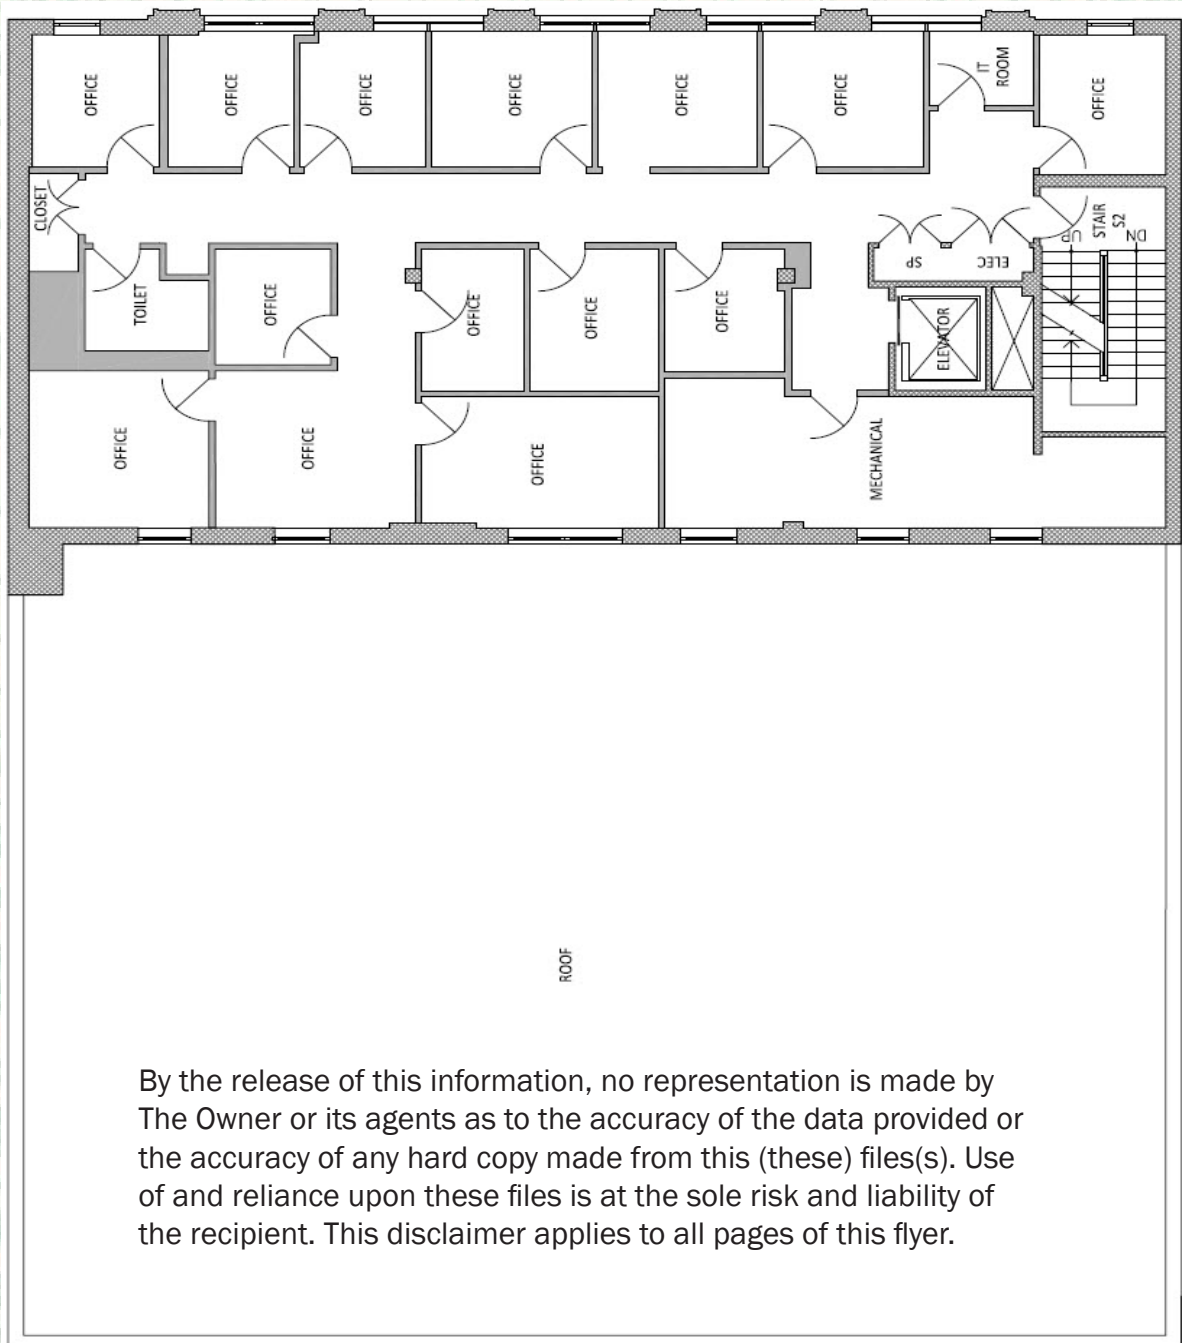 OFFICE
OFFICE
OFFICE
OFFICE
OFFICE
OFFICE
IT
ROOM
OFFICE
CLOSET
STAIR
S2
UP
DN
SP
ELEC
TOILET
OFFICE
OFFICE
OFFICE
OFFICE
ELEVATOR
OFFICE
OFFICE
OFFICE
MECHANICAL
ROOF
By the release of this information, no representation is made by
The Owner or its agents as to the accuracy of the data provided or
the accuracy of any hard copy made from this (these) files(s). Use
of and reliance upon these files is at the sole risk and liability of
the recipient. This disclaimer applies to all pages of this flyer.